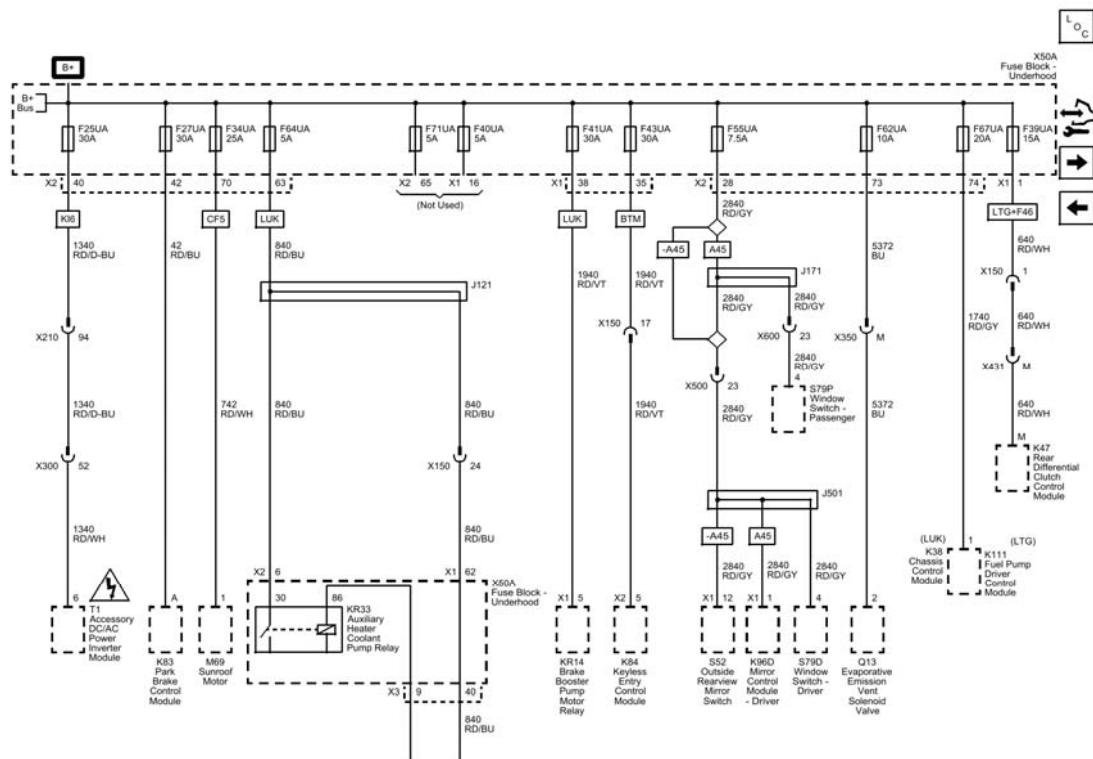 L O C
B+
X50A
Fuse Block -
Underhood
B+
Bus
F25UA
30A
F27UA
30A
F34UA
25A
F64UA
5A
F71UA
5A
F40UA
5A
F41UA
30A
F43UA
30A
F55UA
7.5A
F62UA
10A
F67UA
20A
F39UA
15A
X2 40
42
70
63
X2 65
X1 16
(Not Used)
X1 38
35
X2 28
73
74
X1 1
KI6
CF5
LUK
LUK
BTM
2840
RD/GY
LTG+F46
1340
RD/D-BU
42
RD/BU
840
RD/BU
1940
RD/VT
1940
RD/VT
-A45
A45
5372
BU
640
RD/WH
J121
J171
X150 1
2840
RD/GY
2840
RD/GY
X210 94
X150 17
X600 23
X350 M
1740
RD/GY
640
RD/WH
2840
RD/GY
4
X431 M
X500 23
S79P
Window
Switch -
Passenger
1340
RD/D-BU
742
RD/WH
840
RD/BU
840
RD/BU
1940
RD/VT
2840
RD/GY
5372
BU
640
RD/WH
M
K47
Rear
Differential
Clutch
Control
Module
X300 52
X150 24
J501
1340
RD/WH
840
RD/BU
-A45
A45
(LUK)
K38
Chassis
Control
Module
1
(LTG)
K111
Fuel Pump
Driver
Control
Module
2840
RD/GY
2840
RD/GY
2840
RD/GY
X2 6
X1 62
X60A
Fuse Block -
Underhood
6
T1
Accessory
DC/AC
Power
Inverter
Module
A
K83
Park
Brake
Control
Module
1
M69
Sunroof
Motor
30
86
KR33
Auxiliary
Heater
Coolant
Pump Relay
X1 5
KR14
Brake
Booster
Pump
Motor
Relay
X2 5
K84
Keyless
Entry
Control
Module
X1 12
S52
Outside
Rearview
Mirror
Switch
X1 1
K96D
Mirror
Control
Module
- Driver
4
S79D
Window
Switch -
Driver
2
Q13
Evaporative
Emission
Vent
Solenoid
Valve
X3 9
40
840
RD/BU